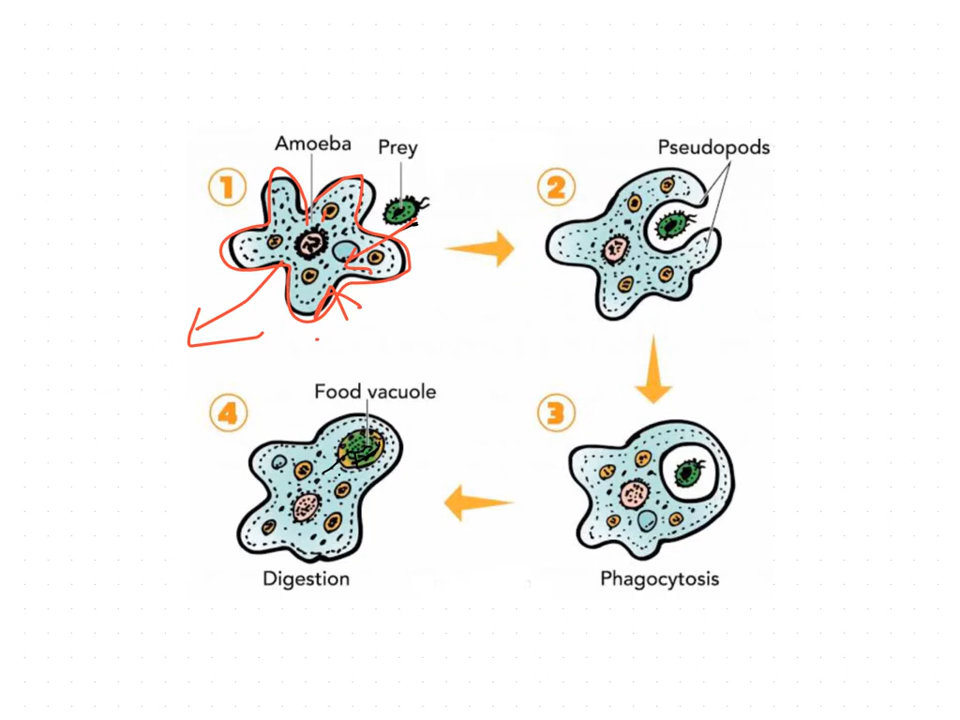 Amoeba
Prey
Pseudopods
1
2
Food vacuole
4
3
Digestion
Phagocytosis